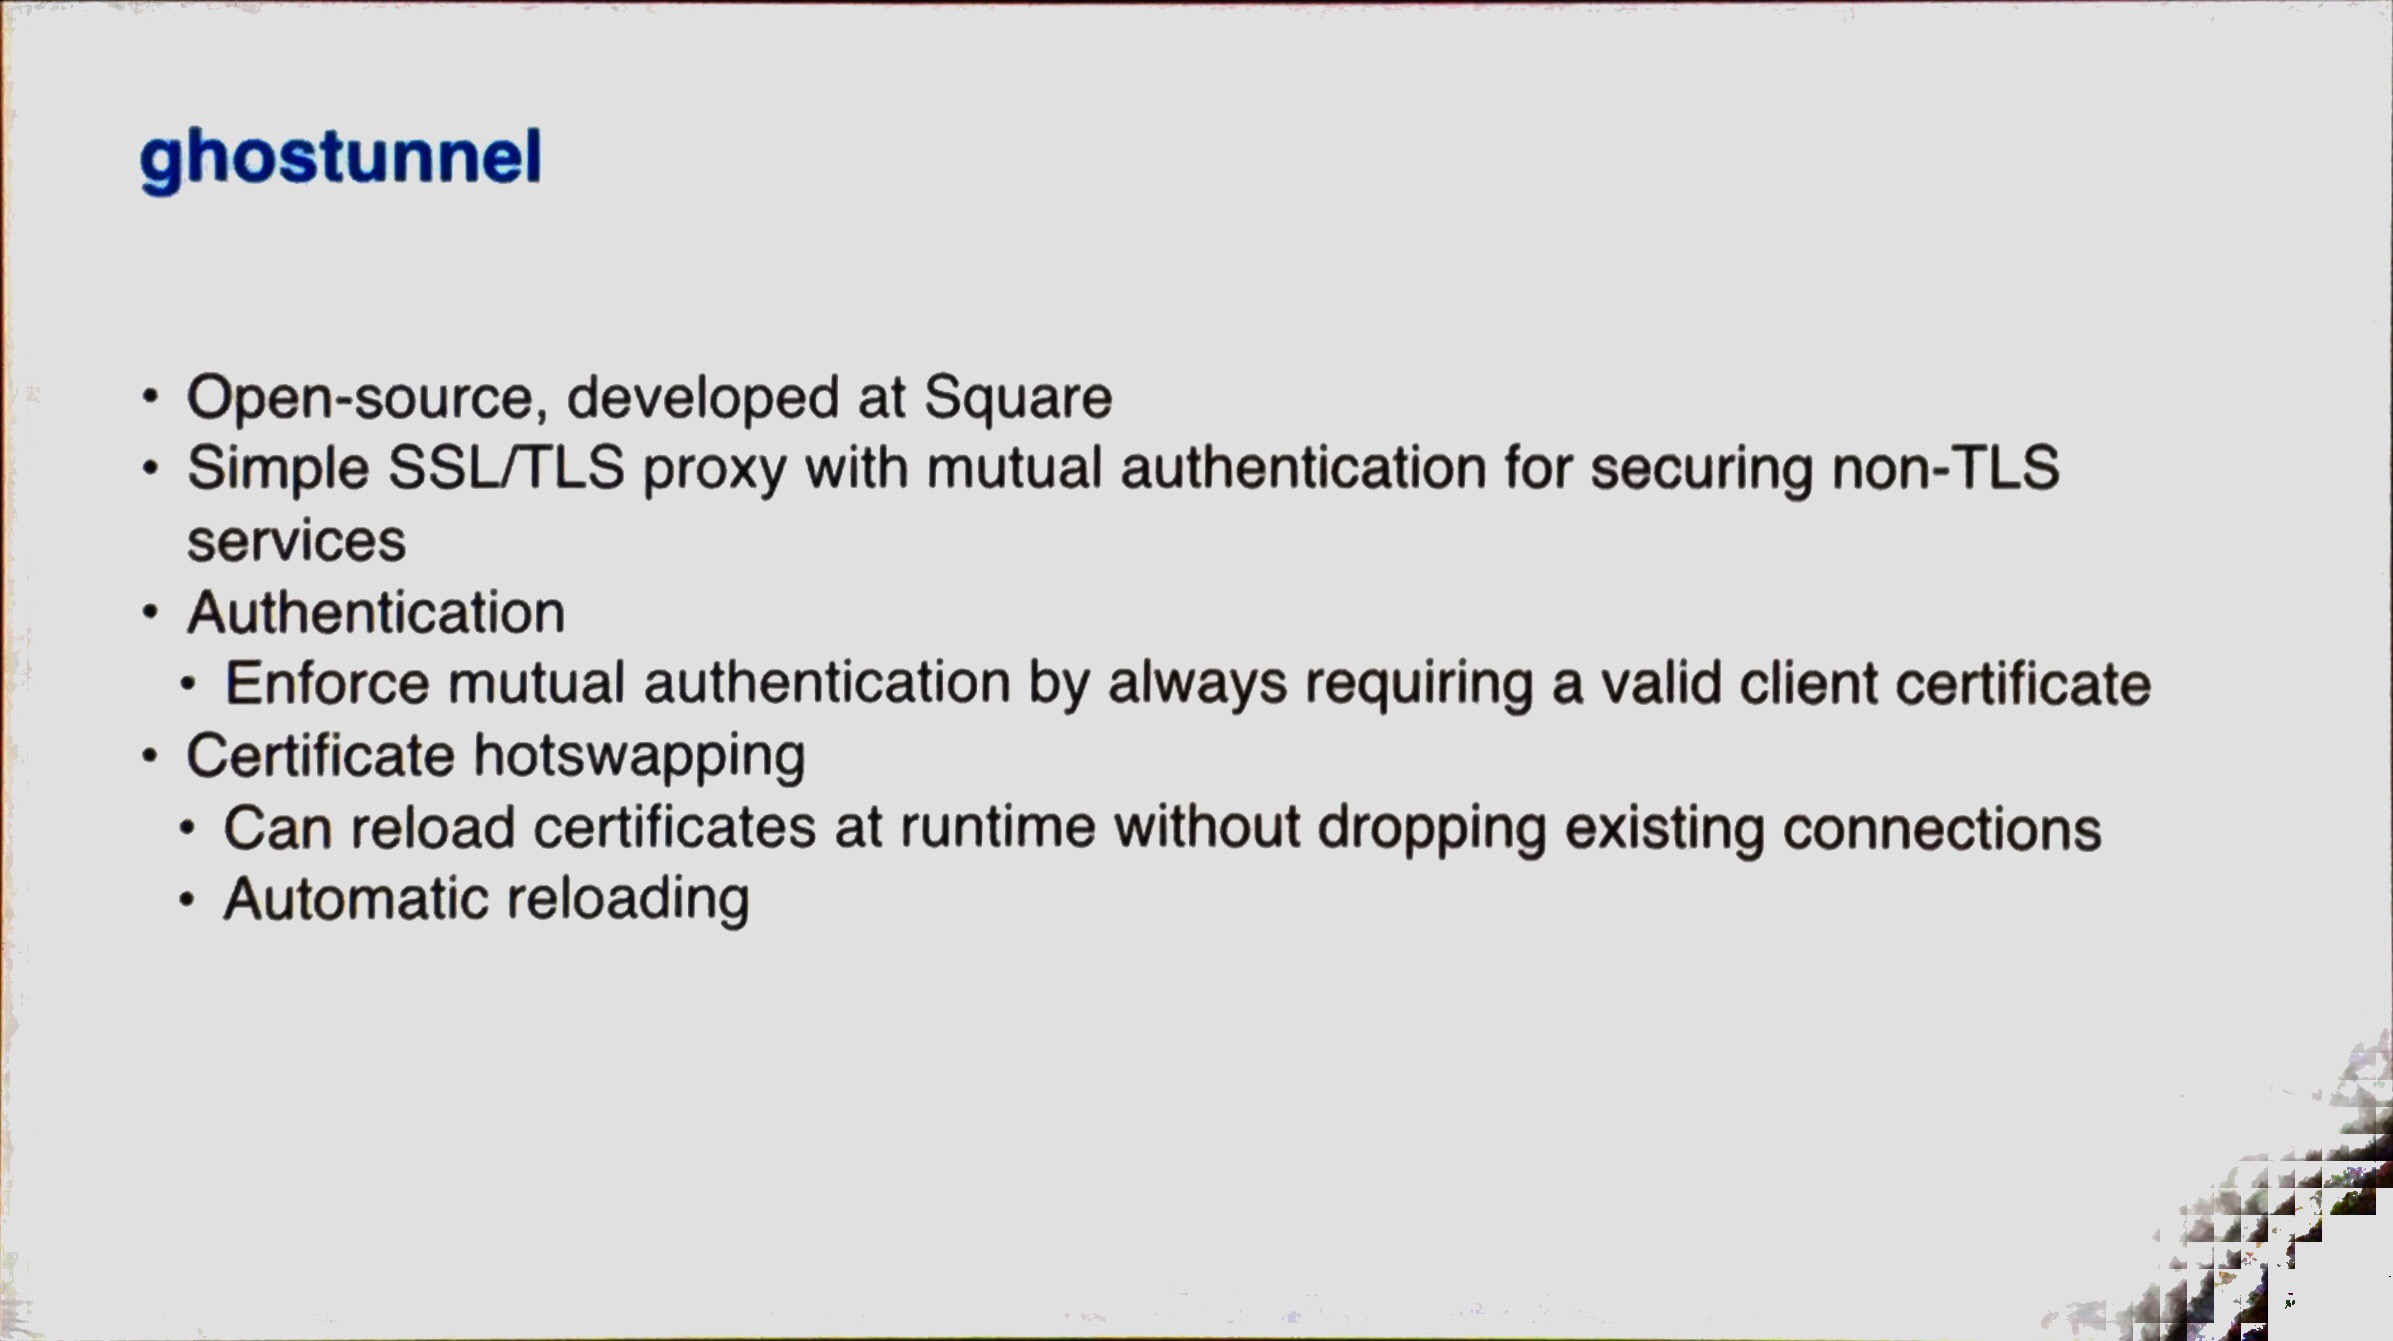 ghostunnel
• Open-source, developed at Square
• Simple SSL/TLS proxy with mutual authentication for securing non-TLS
services
• Authentication
• Enforce mutual authentication by always requiring a valid client certificate
• Certificate hotswapping
• Can reload certificates at runtime without dropping existing connections
• Automatic reloading